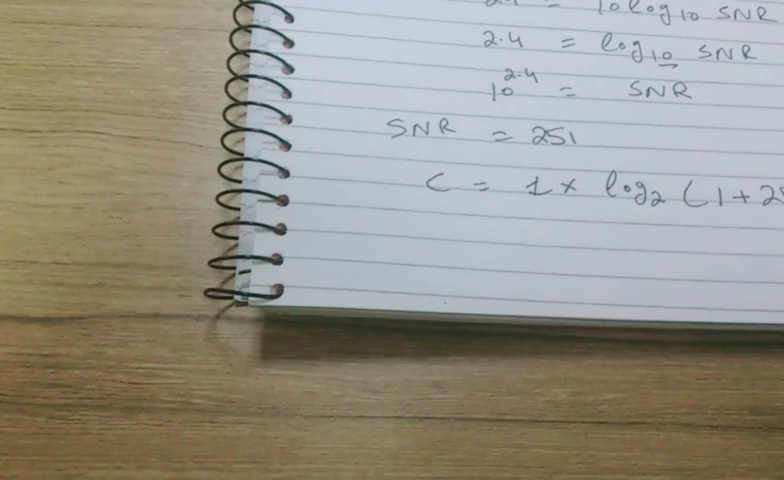 = 10 log10 SNR
2.4 = log10 SNR
10^2.4 = SNR
SNR = 251
C = 1 × log2 (1+2